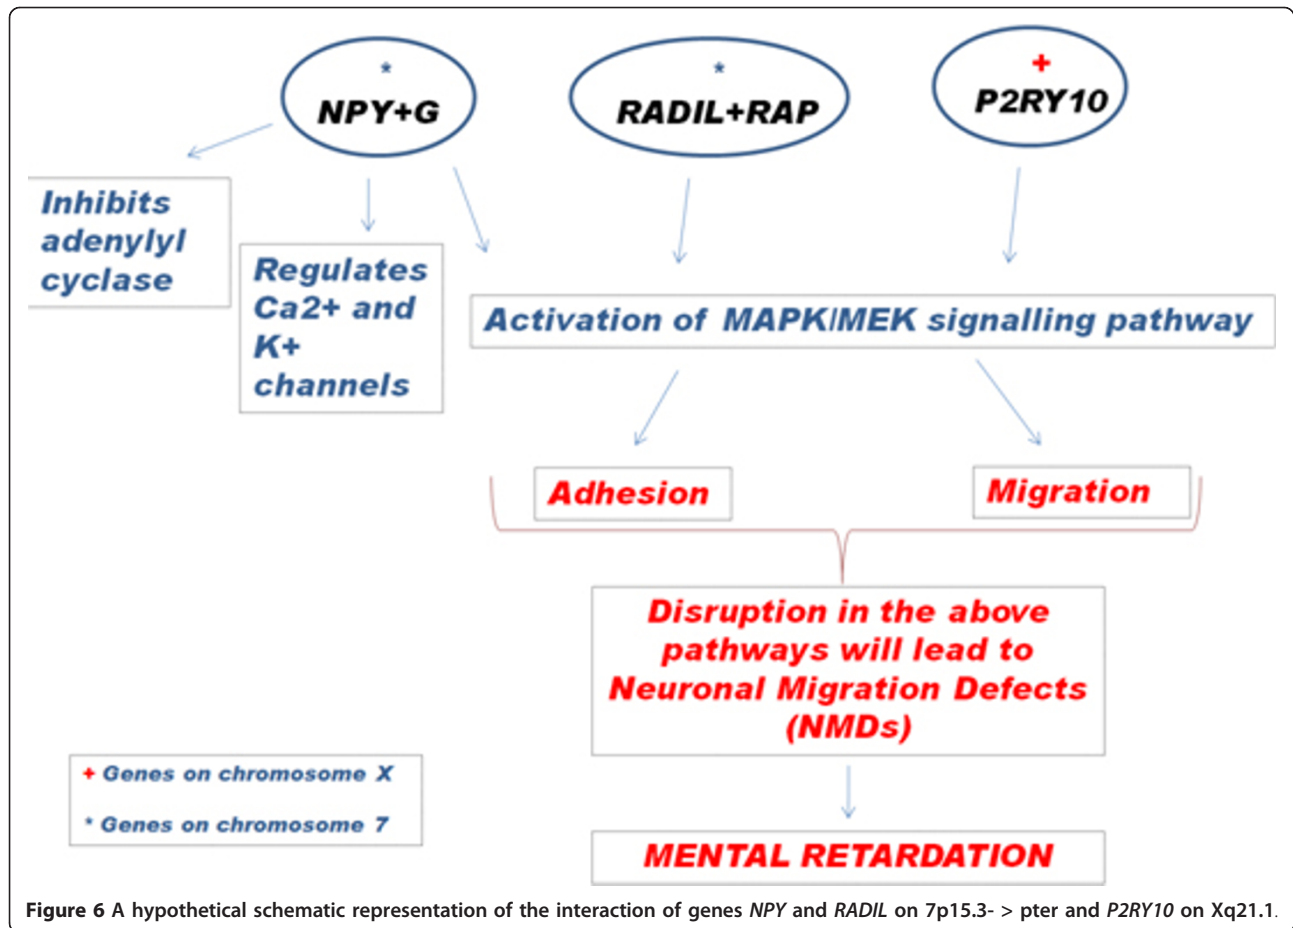 *
NPY+G
*
RADIL+RAP
+
P2RY10
Inhibits
adenylyl
cyclase
Regulates
Ca2+ and
K+
channels
Activation of MAPK/MEK signalling pathway
Adhesion
Migration
Disruption in the above
pathways will lead to
Neuronal Migration Defects
(NMDs)
+ Genes on chromosome X
* Genes on chromosome 7
MENTAL RETARDATION
Figure 6 A hypothetical schematic representation of the interaction of genes NPY and RADIL on 7p15.3- > pter and P2RY10 on Xq21.1.